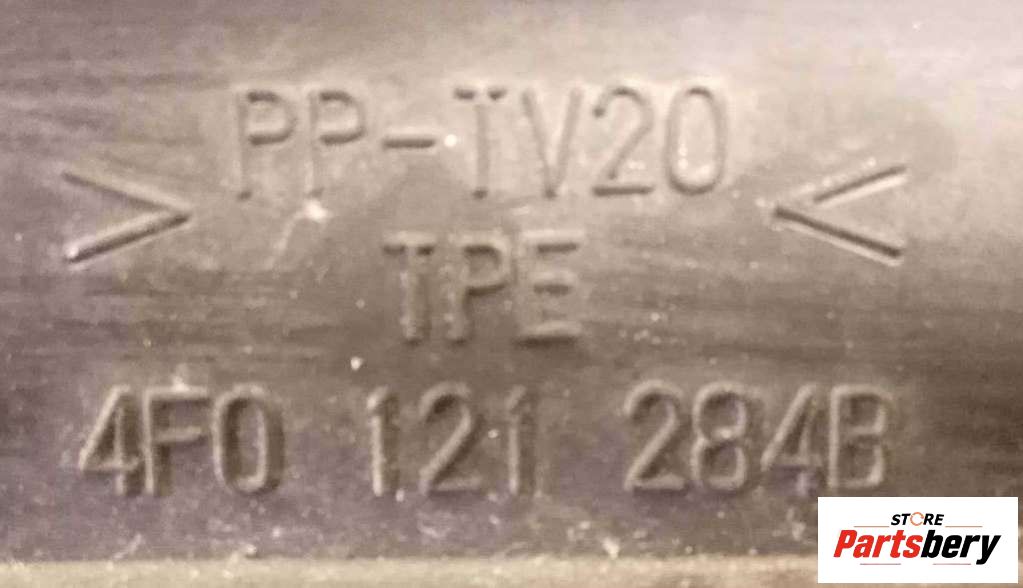 >PP-TV20<
TPE
4F0 121 284B
STORE
Partsbery